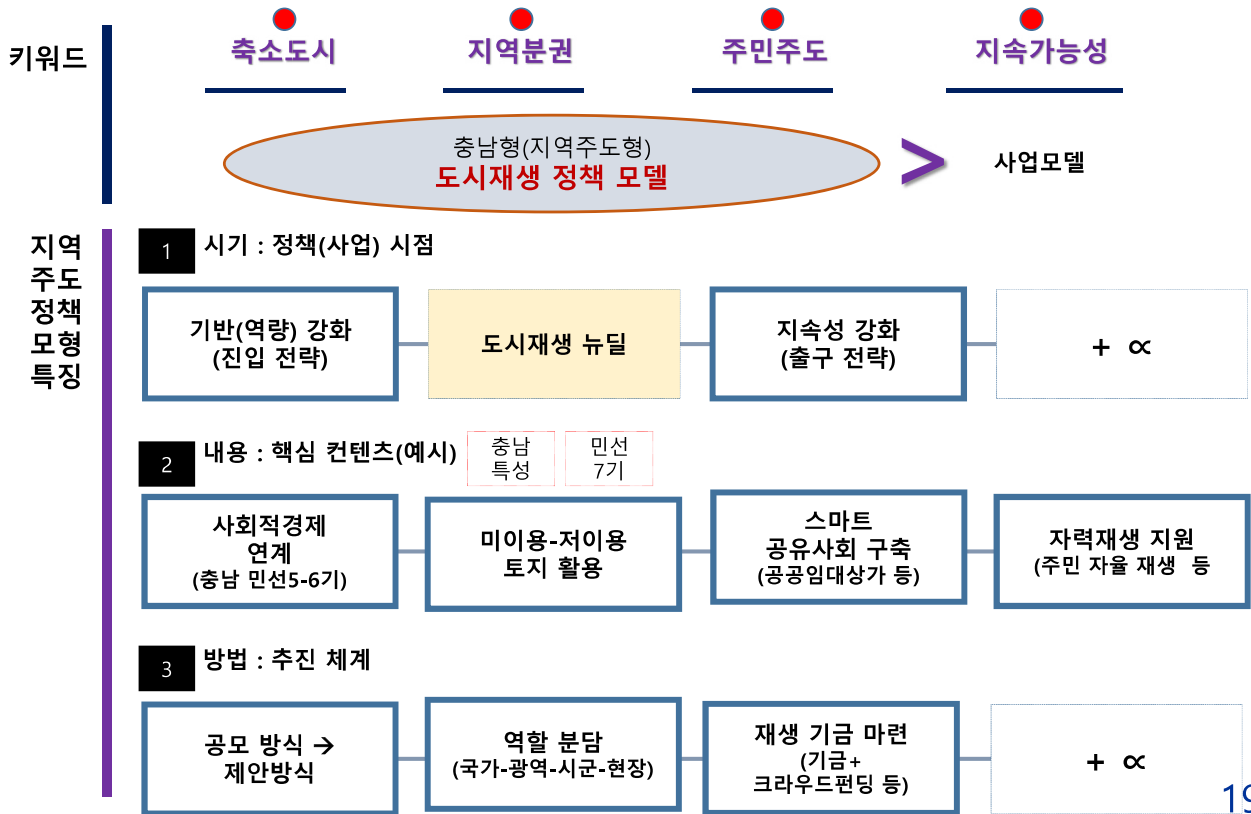 키워드
축소도시
지역분권
주민주도
지속가능성
충남형(지역주도형)
도시재생 정책 모델
>
사업모델
지역
주도
정책
모형
특징
1
시기 : 정책(사업) 시점
기반(역량) 강화
(진입 전략)
도시재생 뉴딜
지속성 강화
(출구 전략)
+ ∝
2
내용 : 핵심 컨텐츠(예시)
충남
특성
민선
7기
사회적경제
연계
(충남 민선5-6기)
미이용-저이용
토지 활용
스마트
공유사회 구축
(공공임대상가 등)
자력재생 지원
(주민 자율 재생 등
3
방법 : 추진 체계
공모 방식 →
제안방식
역할 분담
(국가-광역-시군-현장)
재생 기금 마련
(기금+
크라우드펀딩 등)
+ ∝
19